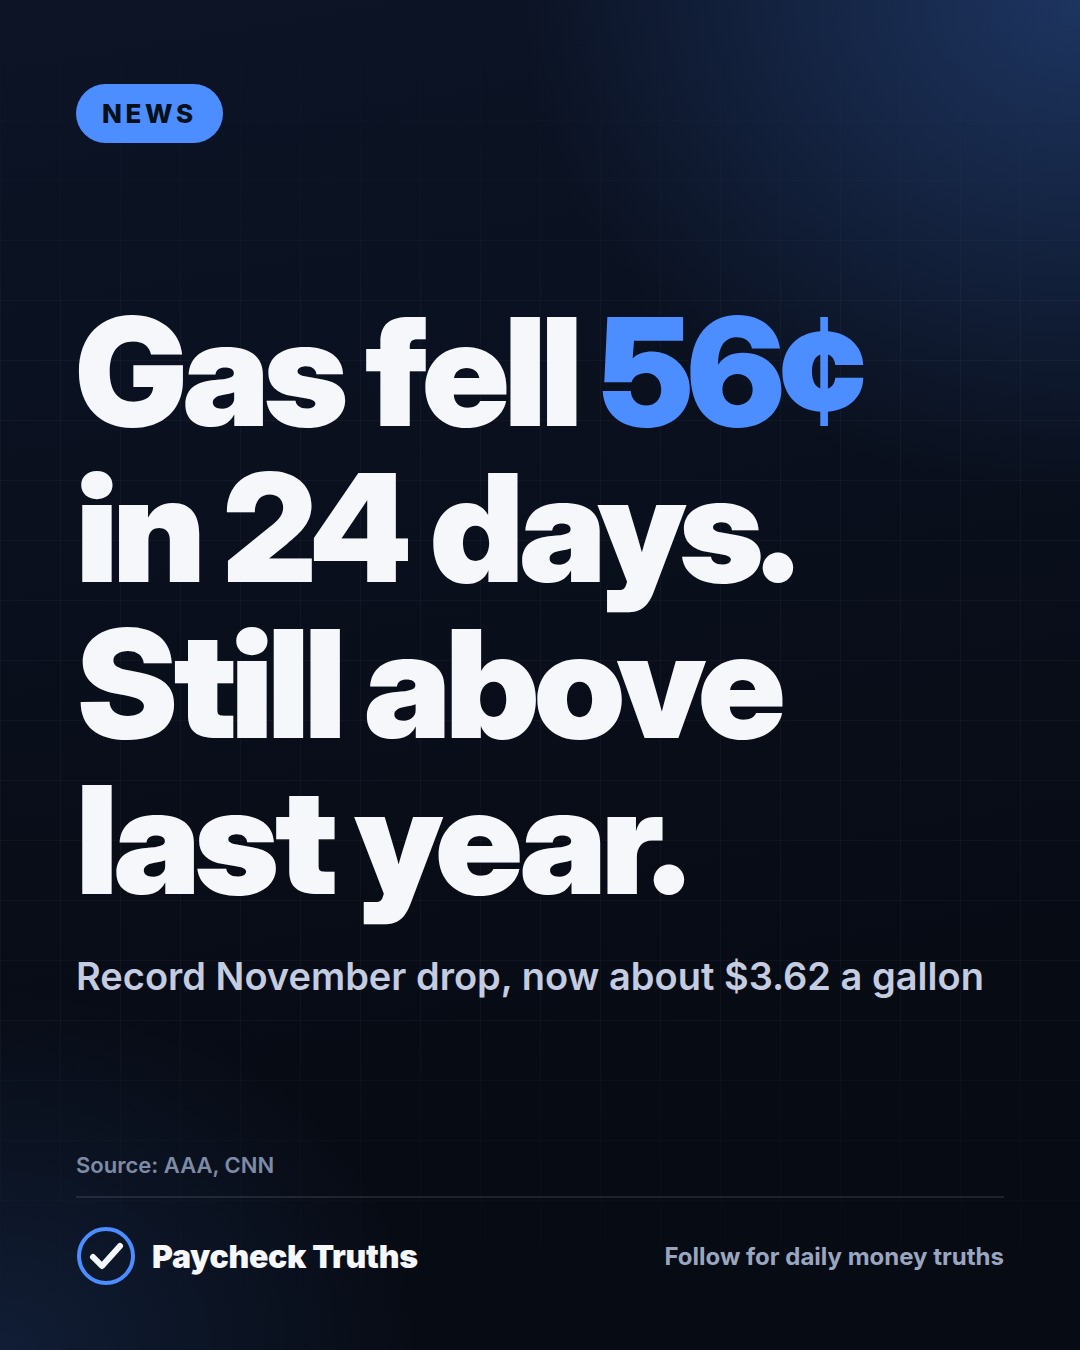 NEWS
Gas fell 56¢
in 24 days.
Still above
last year.
Record November drop, now about $3.62 a gallon
Source: AAA, CNN
Paycheck Truths
Follow for daily money truths